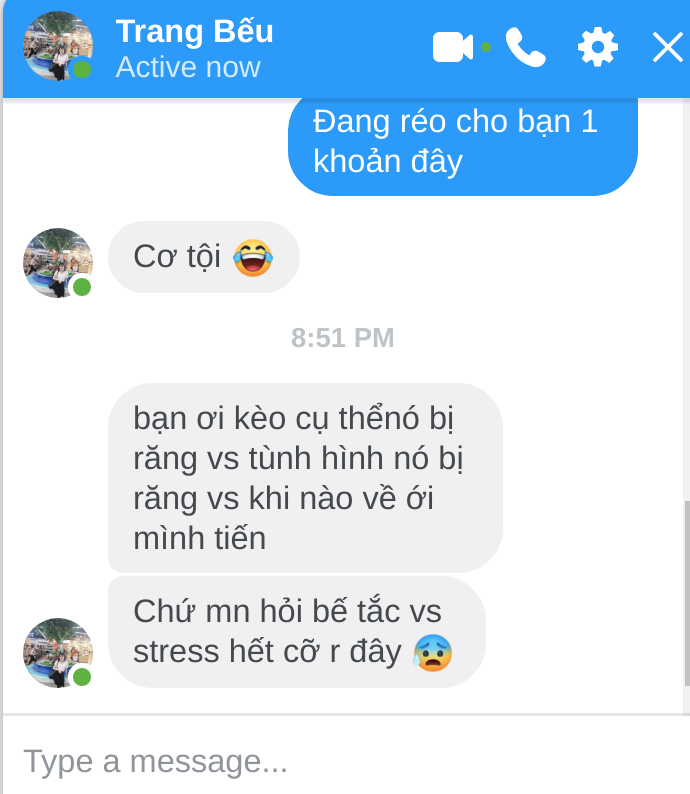 Trang Bếu
Active now
Đang réo cho bạn 1
khoản đây
Cơ tội 😂
8:51 PM
bạn ơi kèo cụ thểnó bị
răng vs tùnh hình nó bị
răng vs khi nào về ới
mình tiến
Chứ mn hỏi bế tắc vs
stress hết cỡ r đây 😰
Type a message...